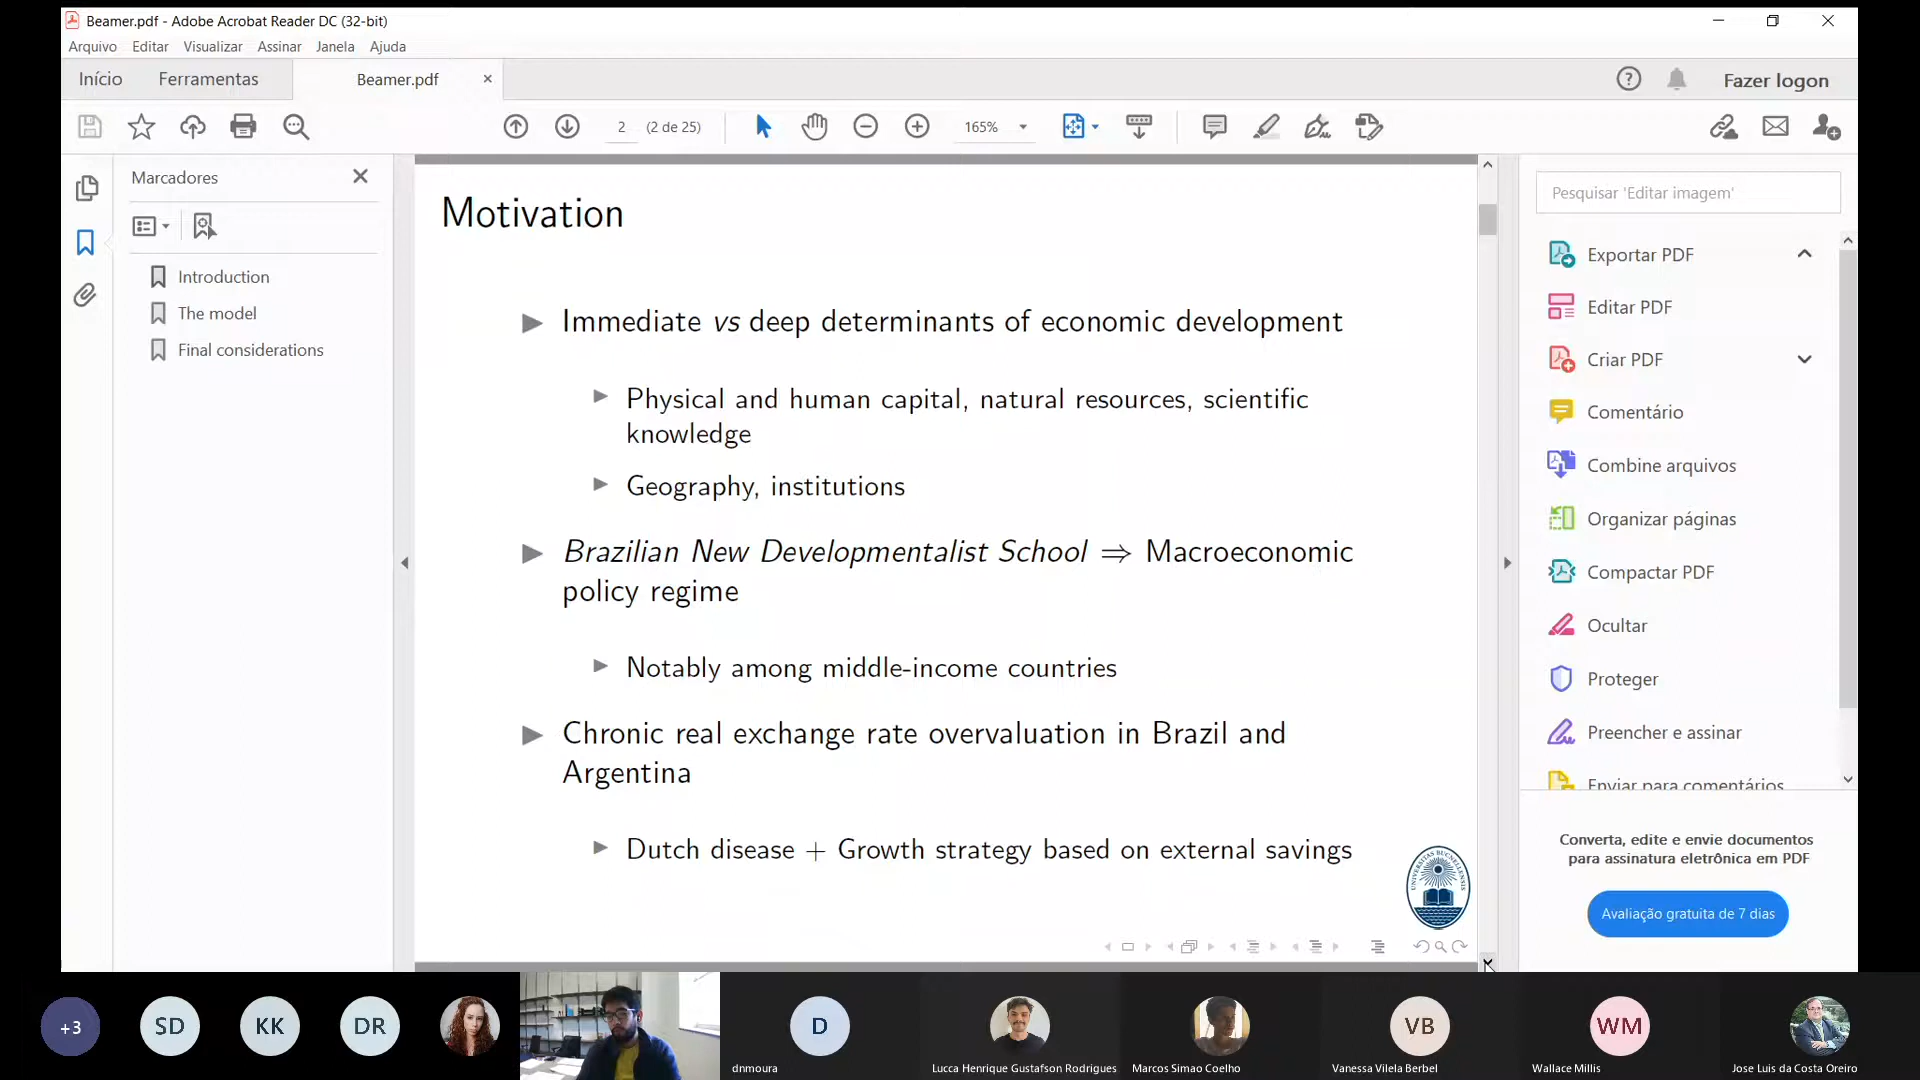 Beamer.pdf - Adobe Acrobat Reader DC (32-bit)
Arquivo Editar Visualizar Assinar Janela Ajuda
Início Ferramentas Beamer.pdf Fazer logon
2 (2 de 25) 165%
Marcadores
Introduction
The model
Final considerations
Motivation
Immediate vs deep determinants of economic development
Physical and human capital, natural resources, scientific
knowledge
Geography, institutions
Brazilian New Developmentalist School ⇒ Macroeconomic
policy regime
Notably among middle-income countries
Chronic real exchange rate overvaluation in Brazil and
Argentina
Dutch disease + Growth strategy based on external savings
UNIVERSITAS BUCNELLENSIS
Pesquisar 'Editar imagem'
Exportar PDF
Editar PDF
Criar PDF
Comentário
Combine arquivos
Organizar páginas
Compactar PDF
Ocultar
Proteger
Preencher e assinar
Enviar para comentários
Converta, edite e envie documentos
para assinatura eletrônica em PDF
Avaliação gratuita de 7 dias
+3 SD KK DR D VB WM
dnmoura Lucca Henrique Gustafson Rodrigues Marcos Simao Coelho Vanessa Vilela Berbel Wallace Millis Jose Luis da Costa Oreiro